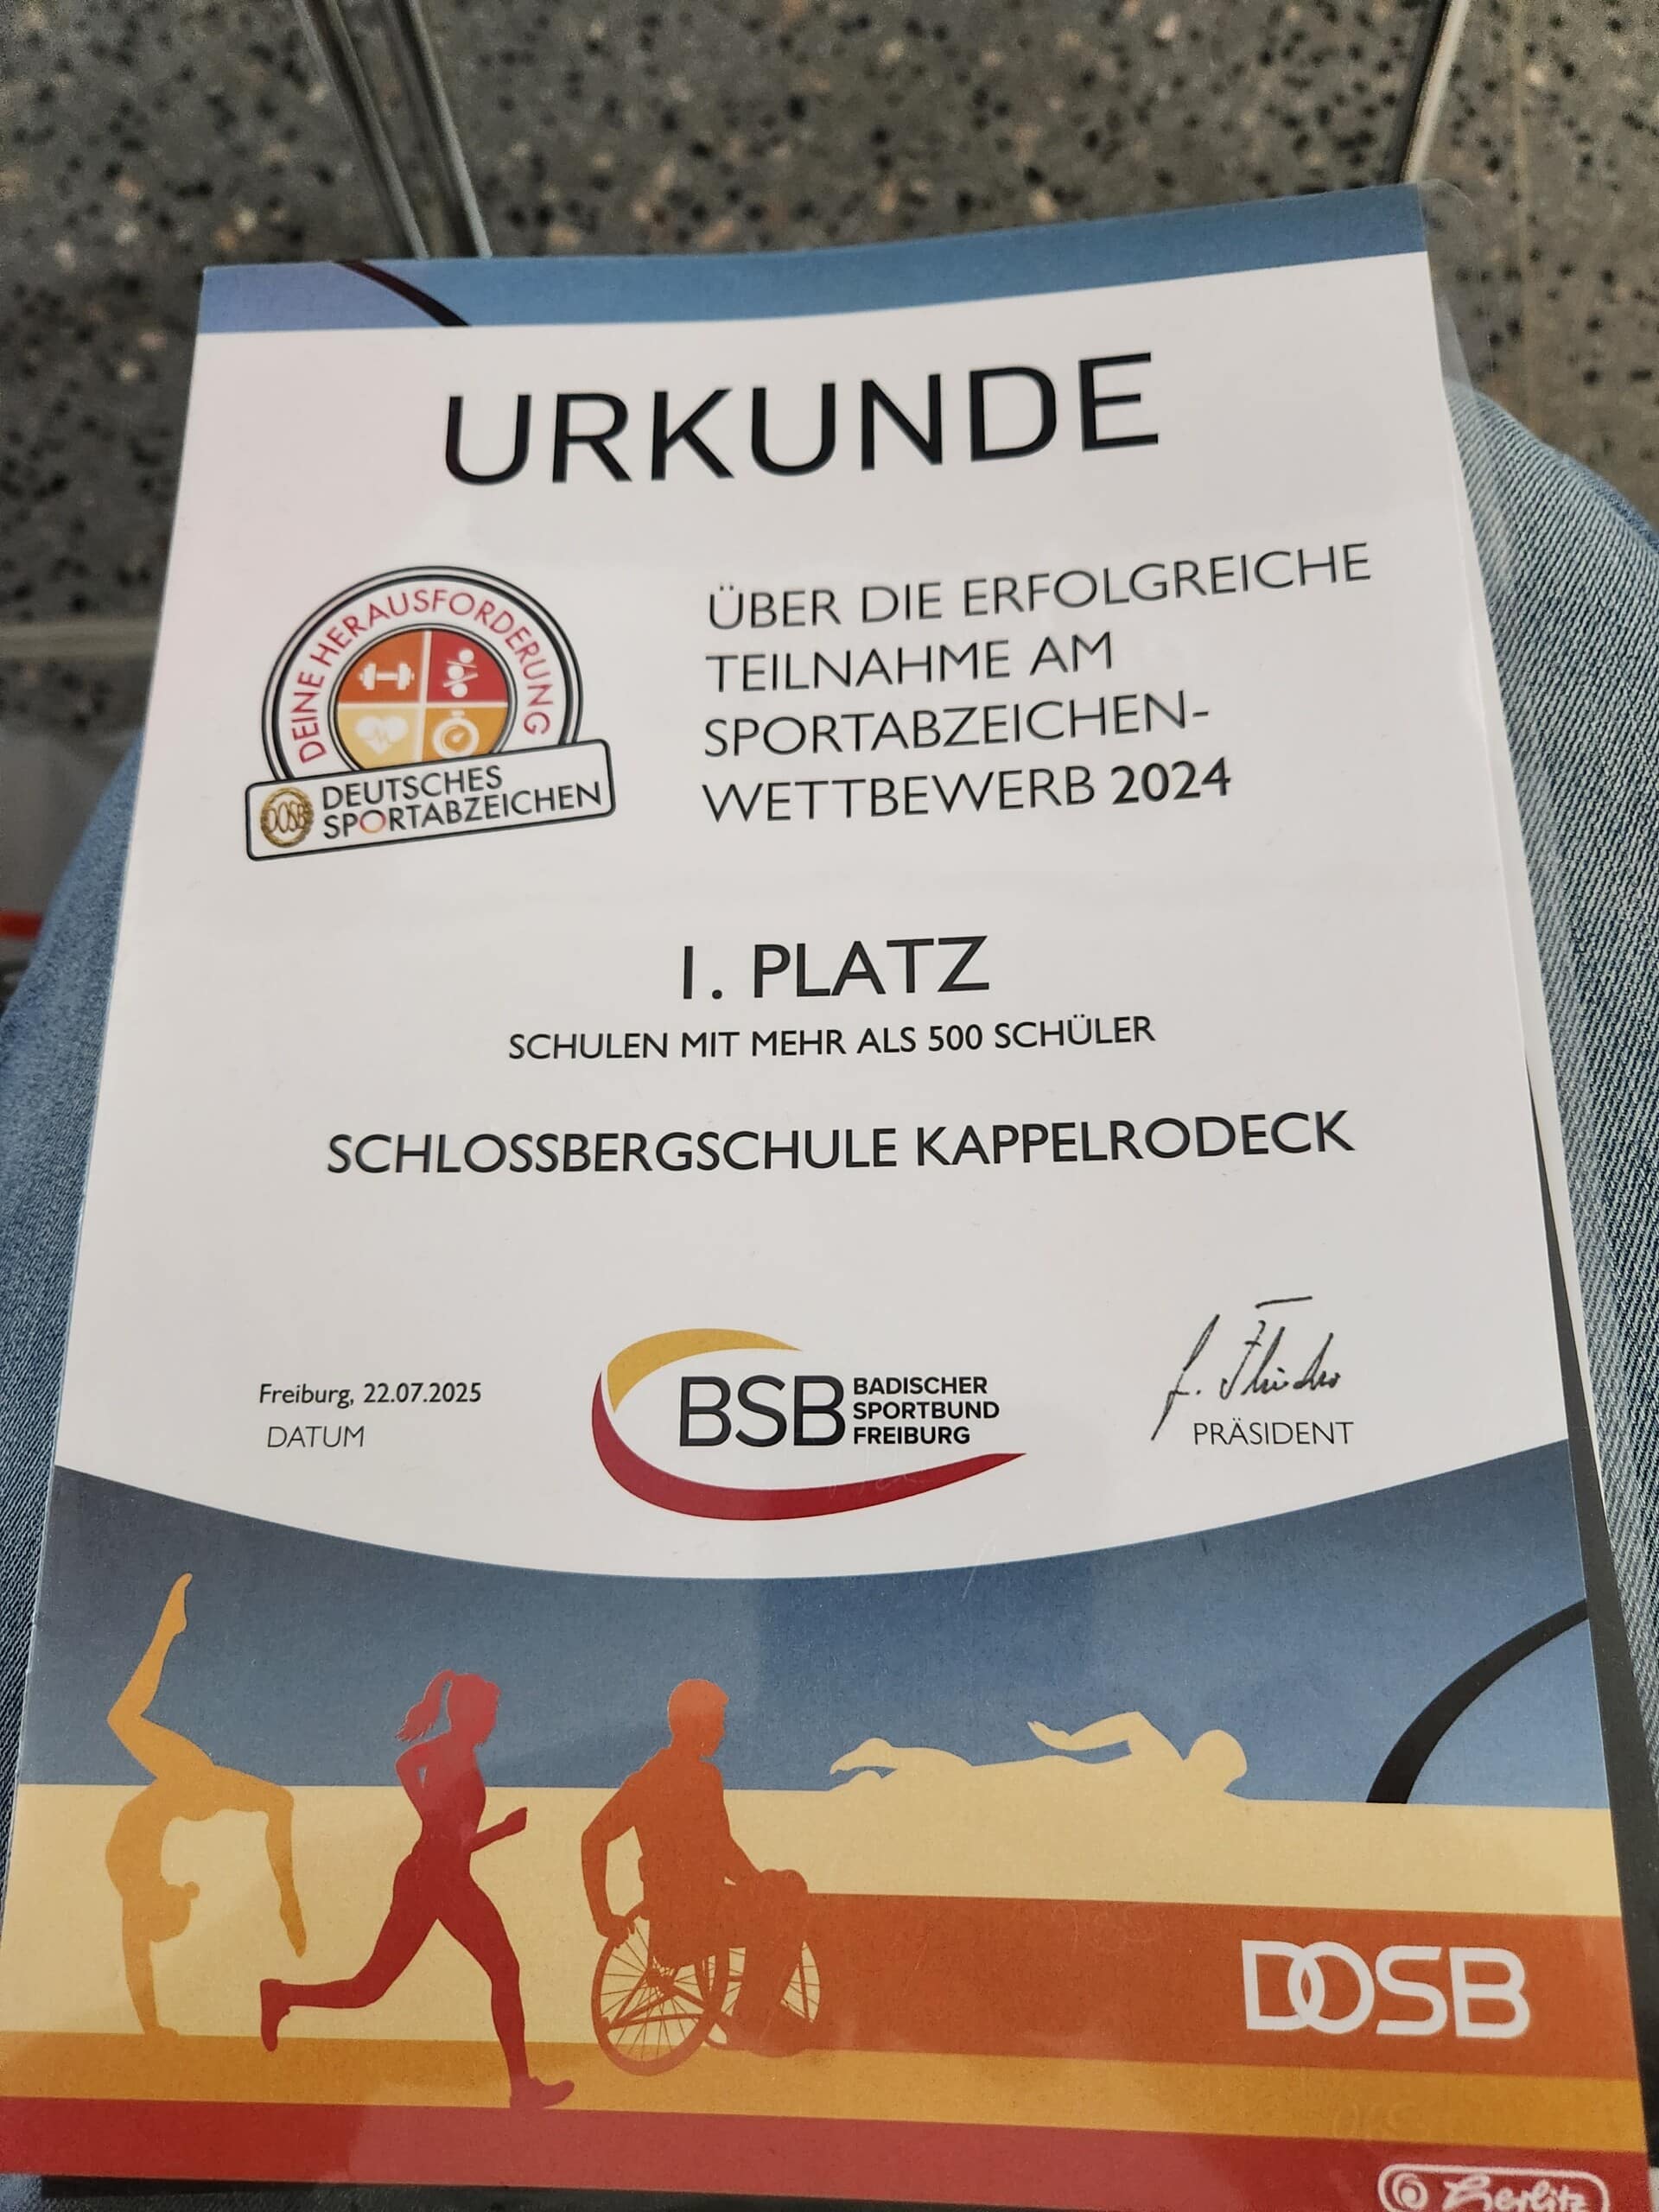 URKUNDE
DEINE HERAUSFORDERUNG
DOSB
DEUTSCHES
SPORTABZEICHEN
ÜBER DIE ERFOLGREICHE
TEILNAHME AM
SPORTABZEICHEN-
WETTBEWERB 2024
1. PLATZ
SCHULEN MIT MEHR ALS 500 SCHÜLER
SCHLOSSBERGSCHULE KAPPELRODECK
Freiburg, 22.07.2025
DATUM
BSB
BADISCHER
SPORTBUND
FREIBURG
PRÄSIDENT
DOSB
Herlitz